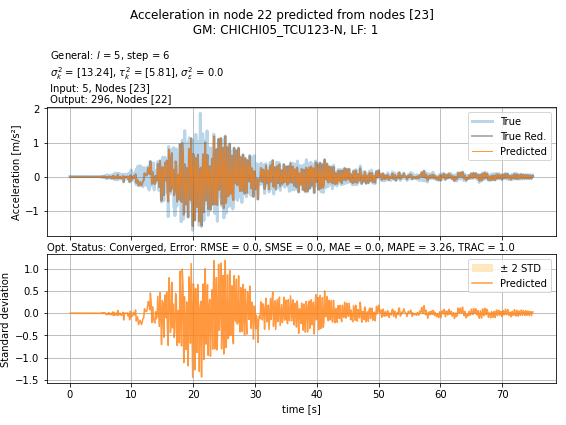 Acceleration in node 22 predicted from nodes [23]
GM: CHICHI05_TCU123-N, LF: 1
General: l = 5, step = 6
σ²ₖ = [13.24], τ²ₖ = [5.81], σ²ε = 0.0
Input: 5, Nodes [23]
Output: 296, Nodes [22]
2
1
0
−1
Acceleration [m/s²]
True
True Red.
Predicted
Opt. Status: Converged, Error: RMSE = 0.0, SMSE = 0.0, MAE = 0.0, MAPE = 3.26, TRAC = 1.0
1.0
0.5
0.0
−0.5
−1.0
−1.5
Standard deviation
± 2 STD
Predicted
0 10 20 30 40 50 60 70
time [s]